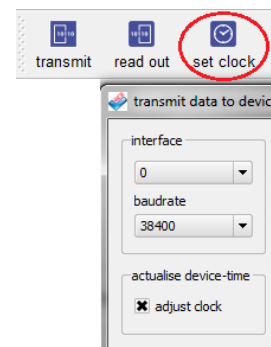 transmit read out set clock
transmit data to devic
interface
0
baudrate
38400
actualise device-time
adjust clock